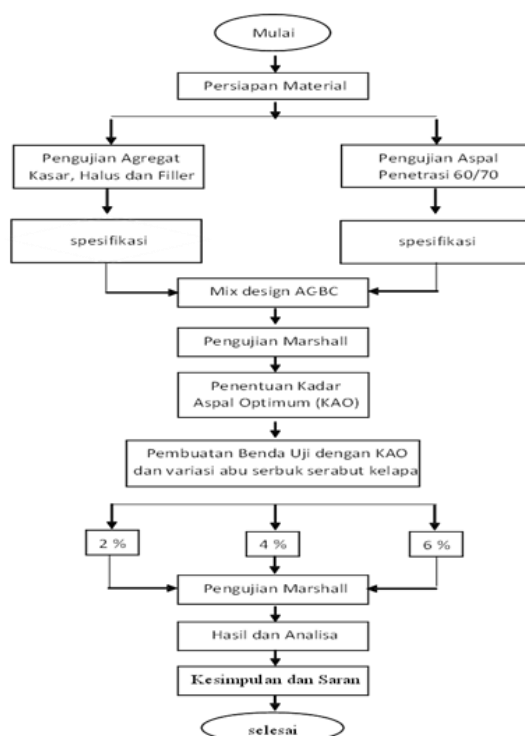 Mulai
Persiapan Material
Pengujian Agregat
Kasar, Halus dan Filler
Pengujian Aspal
Penetrasi 60/70
spesifikasi
spesifikasi
Mix design AGBC
Pengujian Marshall
Penentuan Kadar
Aspal Optimum (KAO)
Pembuatan Benda Uji dengan KAO
dan variasi abu serbuk serabut kelapa
2 %
4 %
6 %
Pengujian Marshall
Hasil dan Analisa
Kesimpulan dan Saran
selesai